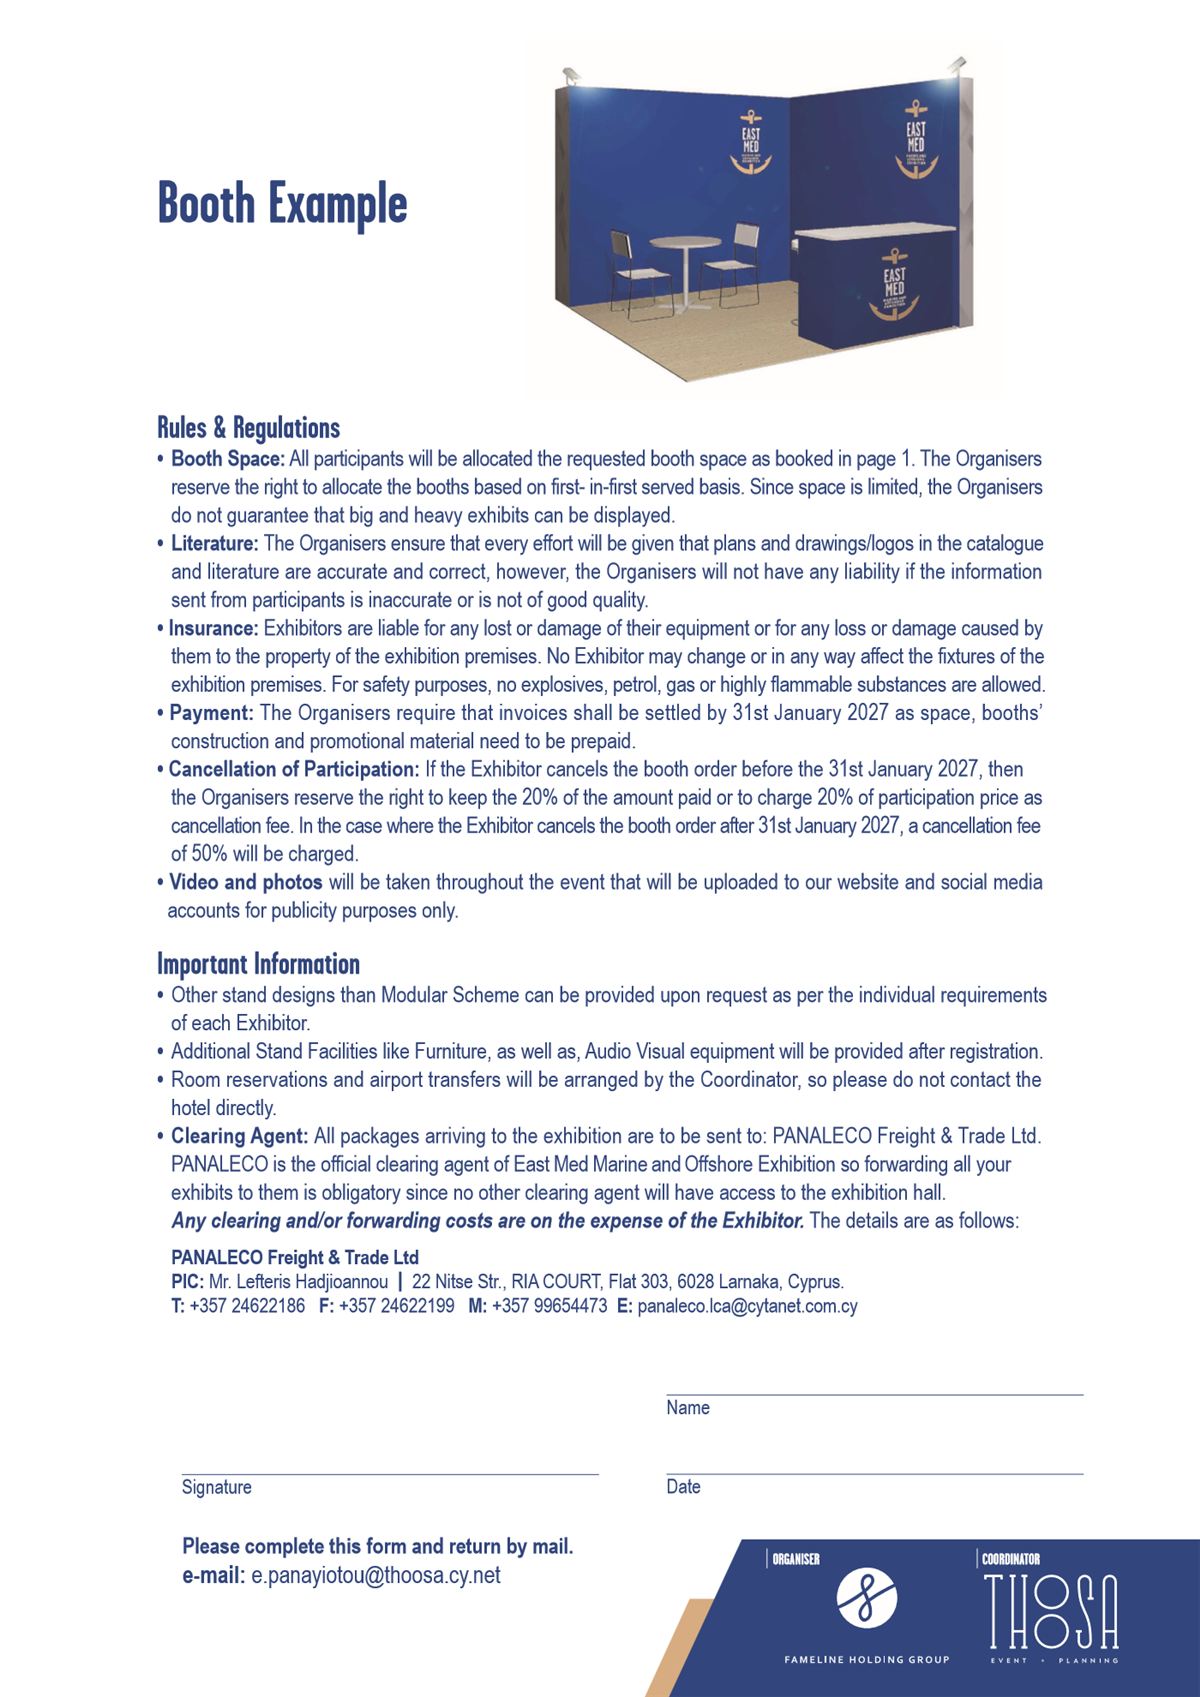 EAST
MED
EAST
MED
Booth Example
EAST
MED
Rules & Regulations
• Booth Space: All participants will be allocated the requested booth space as booked in page 1. The Organisers
reserve the right to allocate the booths based on first- in-first served basis. Since space is limited, the Organisers
do not guarantee that big and heavy exhibits can be displayed.
• Literature: The Organisers ensure that every effort will be given that plans and drawings/logos in the catalogue
and literature are accurate and correct, however, the Organisers will not have any liability if the information
sent from participants is inaccurate or is not of good quality.
• Insurance: Exhibitors are liable for any lost or damage of their equipment or for any loss or damage caused by
them to the property of the exhibition premises. No Exhibitor may change or in any way affect the fixtures of the
exhibition premises. For safety purposes, no explosives, petrol, gas or highly flammable substances are allowed.
• Payment: The Organisers require that invoices shall be settled by 31st January 2027 as space, booths’
construction and promotional material need to be prepaid.
• Cancellation of Participation: If the Exhibitor cancels the booth order before the 31st January 2027, then
the Organisers reserve the right to keep the 20% of the amount paid or to charge 20% of participation price as
cancellation fee. In the case where the Exhibitor cancels the booth order after 31st January 2027, a cancellation fee
of 50% will be charged.
• Video and photos will be taken throughout the event that will be uploaded to our website and social media
accounts for publicity purposes only.
Important Information
• Other stand designs than Modular Scheme can be provided upon request as per the individual requirements
of each Exhibitor.
• Additional Stand Facilities like Furniture, as well as, Audio Visual equipment will be provided after registration.
• Room reservations and airport transfers will be arranged by the Coordinator, so please do not contact the
hotel directly.
• Clearing Agent: All packages arriving to the exhibition are to be sent to: PANALECO Freight & Trade Ltd.
PANALECO is the official clearing agent of East Med Marine and Offshore Exhibition so forwarding all your
exhibits to them is obligatory since no other clearing agent will have access to the exhibition hall.
Any clearing and/or forwarding costs are on the expense of the Exhibitor. The details are as follows:
PANALECO Freight & Trade Ltd
PIC: Mr. Lefteris Hadjioannou | 22 Nitse Str., RIA COURT, Flat 303, 6028 Larnaka, Cyprus.
T: +357 24622186 F: +357 24622199 M: +357 99654473 E: panaleco.lca@cytanet.com.cy
Name
Signature
Date
Please complete this form and return by mail.
e-mail: e.panayiotou@thoosa.cy.net
ORGANISER
FAMELINE HOLDING GROUP
COORDINATOR
THOOSA
EVENT + PLANNING